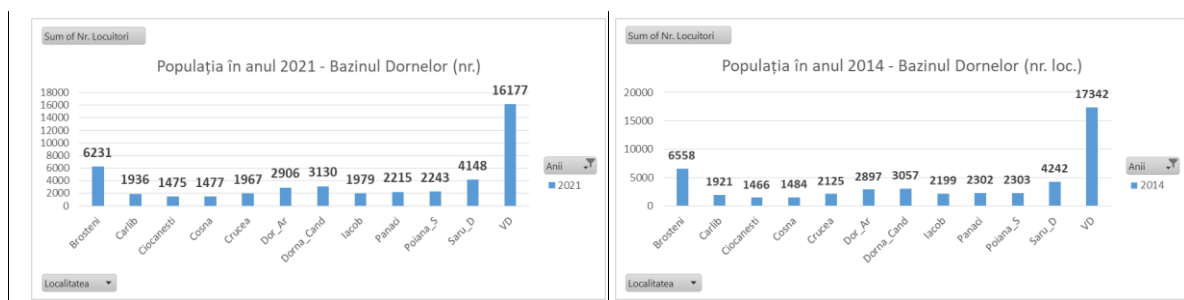 Sum of Nr. Locuitori
Populația în anul 2021 - Bazinul Dornelor (nr.)
18000
16000
14000
12000
10000
8000
6000
4000
2000
0
6231
1936
1475
1477
1967
2906
3130
1979
2215
2243
4148
16177
Brosteni
Carlib
Ciocanesti
Cosna
Crucea
Dor_Ar
Dorna_Cand
Iacob
Panaci
Poiana_S
Saru_D
VD
Anii
2021
Localitatea
Sum of Nr. Locuitori
Populația în anul 2014 - Bazinul Dornelor (nr. loc.)
20000
15000
10000
5000
0
6558
1921
1466
1484
2125
2897
3057
2199
2302
2303
4242
17342
Brosteni
Carlib
Ciocanesti
Cosna
Crucea
Dor_Ar
Dorna_Cand
Iacob
Panaci
Poiana_S
Saru_D
VD
Anii
2014
Localitatea